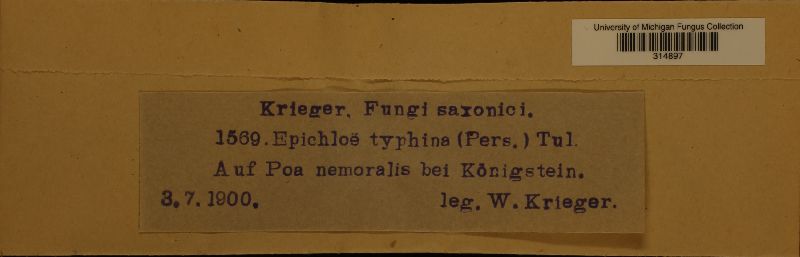 University of Michigan Fungus Collection
314897
Krieger. Fungi saxonici.
1569. Epichloë typhina (Pers.) Tul.
Auf Poa nemoralis bei Königstein.
3.7.1900. leg. W. Krieger.